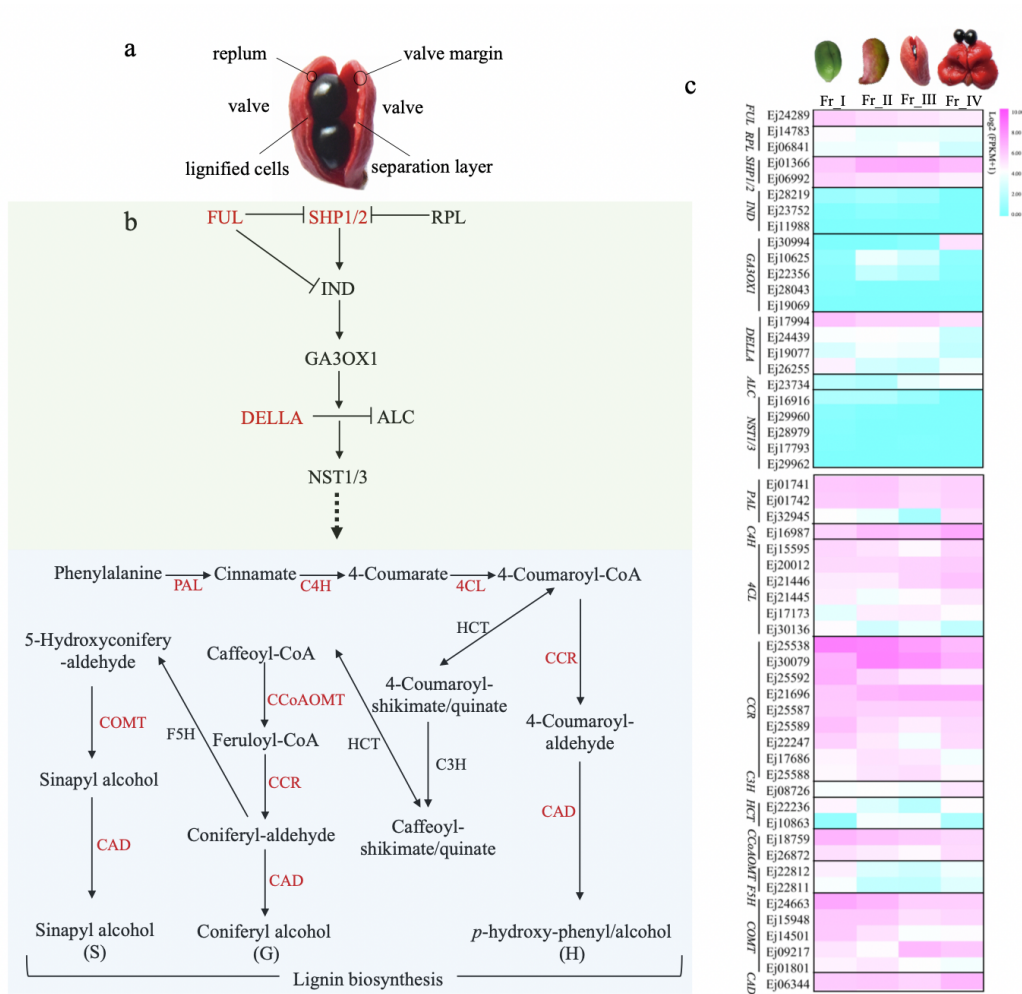 a
replum
valve margin
valve
valve
lignified cells
separation layer
b
FUL
SHP1/2
RPL
IND
GA3OX1
DELLA
ALC
NST1/3
Phenylalanine
PAL
Cinnamate
C4H
4-Coumarate
4CL
4-Coumaroyl-CoA
5-Hydroxyconifery
-aldehyde
Caffeoyl-CoA
HCT
CCR
4-Coumaroyl-
shikimate/quinate
COMT
F5H
CCoAOMT
Feruloyl-CoA
HCT
4-Coumaroyl-
aldehyde
C3H
Sinapyl alcohol
CCR
Coniferyl-aldehyde
Caffeoyl-
shikimate/quinate
CAD
CAD
CAD
Sinapyl alcohol
(S)
Coniferyl alcohol
(G)
p-hydroxy-phenyl/alcohol
(H)
Lignin biosynthesis
c
Fr_I
Fr_II
Fr_III
Fr_IV
Log2 (FPKM+1)
10.00
8.00
6.00
4.00
2.00
0.00
FUL
Ej24289
RPL
Ej14783
Ej06841
SHP1/2
Ej01366
Ej06992
IND
Ej28219
Ej23752
Ej11988
GA3OX1
Ej30994
Ej10625
Ej22356
Ej28043
Ej19069
DELLA
Ej17994
Ej24439
Ej19077
Ej26255
ALC
Ej23734
NST1/3
Ej16916
Ej29960
Ej28979
Ej17793
Ej29962
PAL
Ej01741
Ej01742
Ej32945
C4H
Ej16987
4CL
Ej15595
Ej20012
Ej21446
Ej21445
Ej17173
Ej30136
CCR
Ej25538
Ej30079
Ej25592
Ej21696
Ej25587
Ej25589
Ej22247
Ej17686
Ej25588
C3H
Ej08726
HCT
Ej22236
Ej10863
CCoAOMT
Ej18759
Ej26872
F5H
Ej22812
Ej22811
COMT
Ej24663
Ej15948
Ej14501
Ej09217
Ej01801
CAD
Ej06344